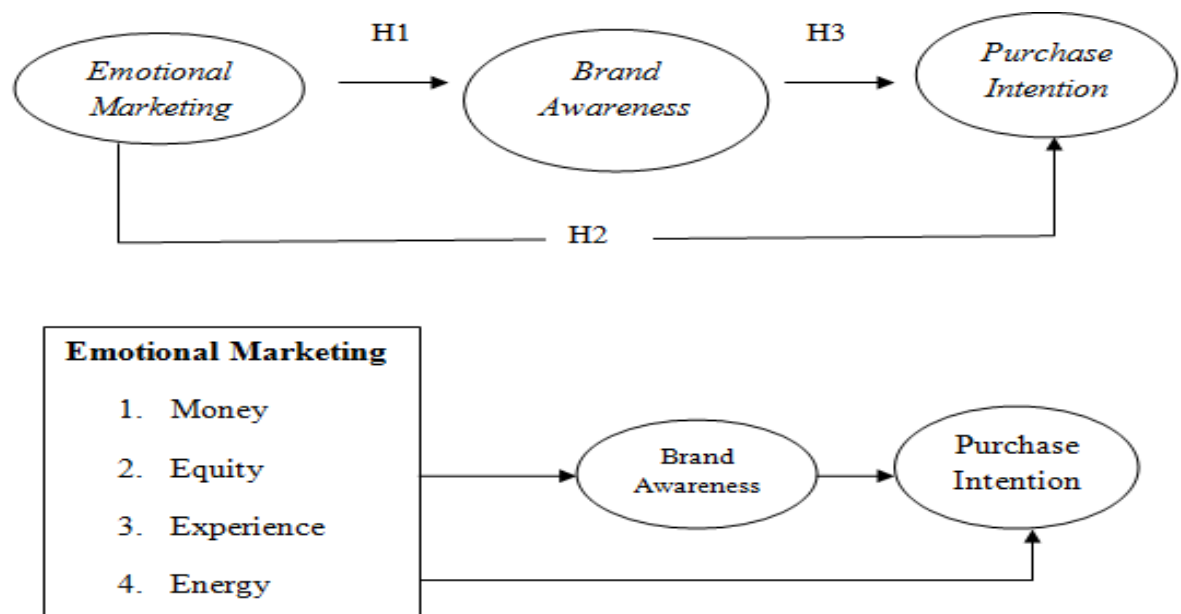 H1
H3
Emotional
Marketing
Brand
Awareness
Purchase
Intention
H2
Emotional Marketing
1. Money
2. Equity
3. Experience
4. Energy
Brand
Awareness
Purchase
Intention